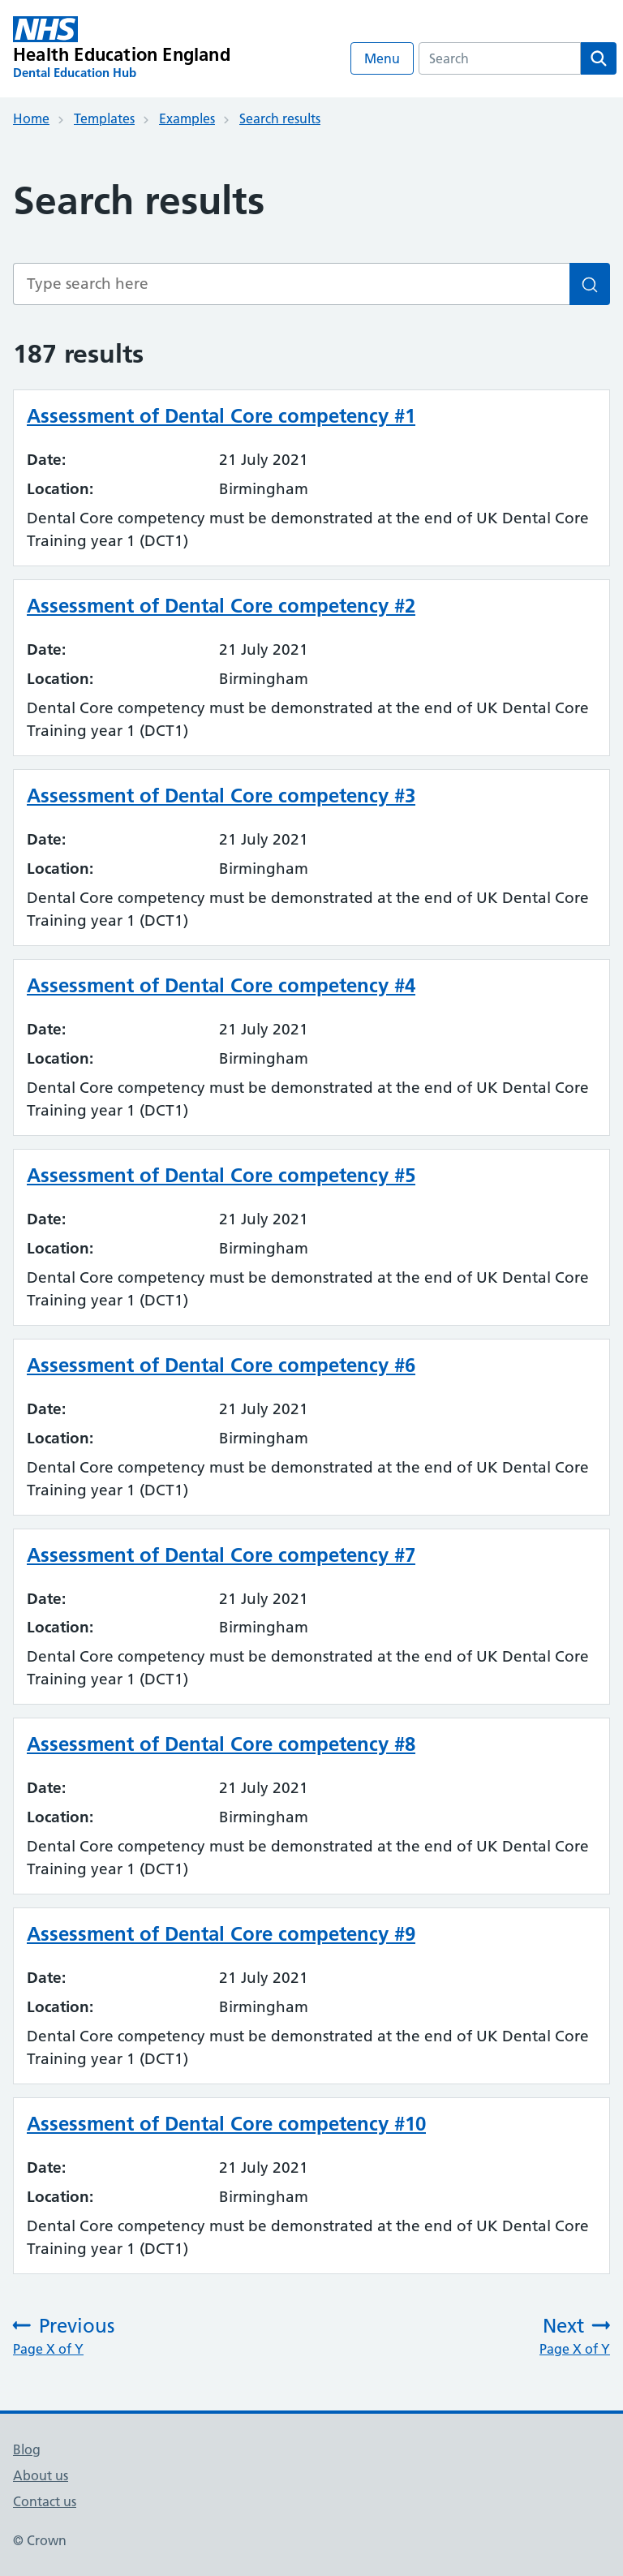 NHS
Health Education England
Dental Education Hub
Menu
Search
Home
Templates
Examples
Search results
Search results
Type search here
187 results
Assessment of Dental Core competency #1
Date: 21 July 2021
Location: Birmingham
Dental Core competency must be demonstrated at the end of UK Dental Core
Training year 1 (DCT1)
Assessment of Dental Core competency #2
Date: 21 July 2021
Location: Birmingham
Dental Core competency must be demonstrated at the end of UK Dental Core
Training year 1 (DCT1)
Assessment of Dental Core competency #3
Date: 21 July 2021
Location: Birmingham
Dental Core competency must be demonstrated at the end of UK Dental Core
Training year 1 (DCT1)
Assessment of Dental Core competency #4
Date: 21 July 2021
Location: Birmingham
Dental Core competency must be demonstrated at the end of UK Dental Core
Training year 1 (DCT1)
Assessment of Dental Core competency #5
Date: 21 July 2021
Location: Birmingham
Dental Core competency must be demonstrated at the end of UK Dental Core
Training year 1 (DCT1)
Assessment of Dental Core competency #6
Date: 21 July 2021
Location: Birmingham
Dental Core competency must be demonstrated at the end of UK Dental Core
Training year 1 (DCT1)
Assessment of Dental Core competency #7
Date: 21 July 2021
Location: Birmingham
Dental Core competency must be demonstrated at the end of UK Dental Core
Training year 1 (DCT1)
Assessment of Dental Core competency #8
Date: 21 July 2021
Location: Birmingham
Dental Core competency must be demonstrated at the end of UK Dental Core
Training year 1 (DCT1)
Assessment of Dental Core competency #9
Date: 21 July 2021
Location: Birmingham
Dental Core competency must be demonstrated at the end of UK Dental Core
Training year 1 (DCT1)
Assessment of Dental Core competency #10
Date: 21 July 2021
Location: Birmingham
Dental Core competency must be demonstrated at the end of UK Dental Core
Training year 1 (DCT1)
Previous
Page X of Y
Next
Page X of Y
Blog
About us
Contact us
© Crown